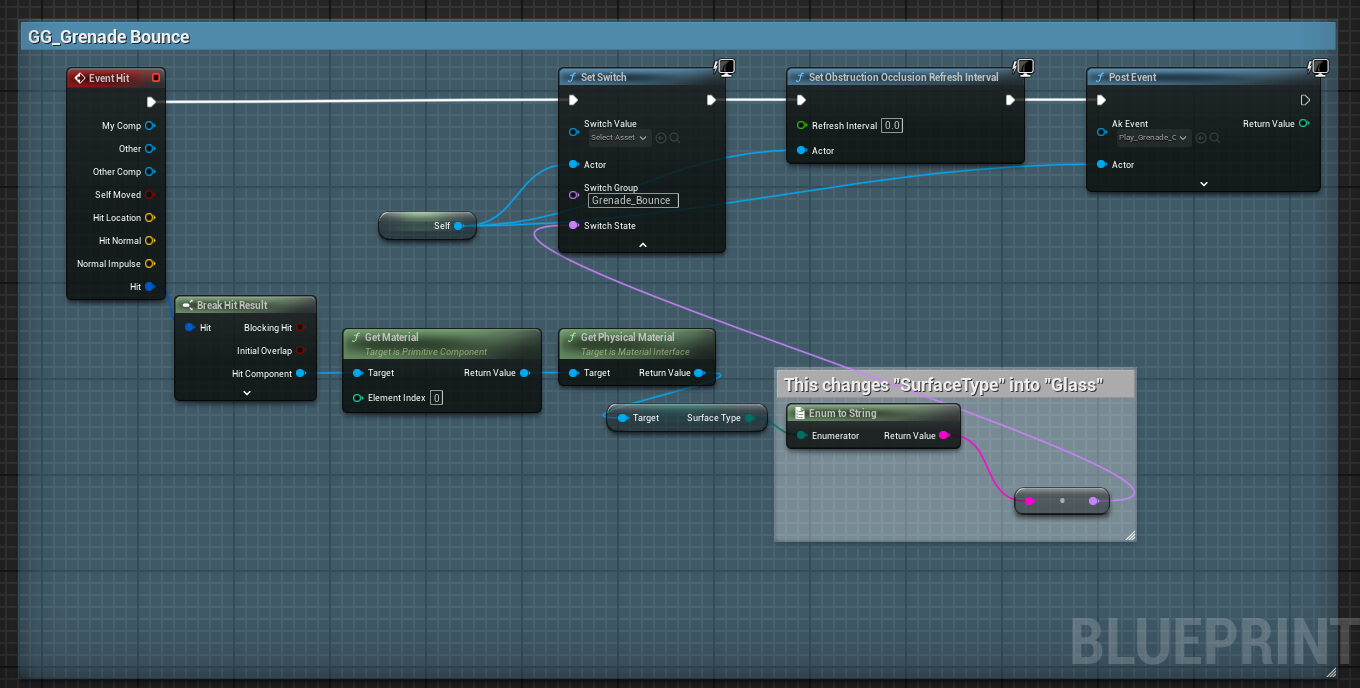 GG_Grenade Bounce
Event Hit
My Comp
Other
Other Comp
Self Moved
Hit Location
Hit Normal
Normal Impulse
Hit
Self
Set Switch
Switch Value
Select Asset
Actor
Switch Group
Grenade_Bounce
Switch State
Set Obstruction Occlusion Refresh Interval
Refresh Interval 0.0
Actor
Post Event
Ak Event Return Value
Play_Grenade_C
Actor
Break Hit Result
Hit Blocking Hit
Initial Overlap
Hit Component
Get Material
Target is Primitive Component
Target Return Value
Element Index 0
Get Physical Material
Target is Material Interface
Target Return Value
Target Surface Type
This changes "SurfaceType" into "Glass"
Enum to String
Enumerator Return Value
BLUEPRINT